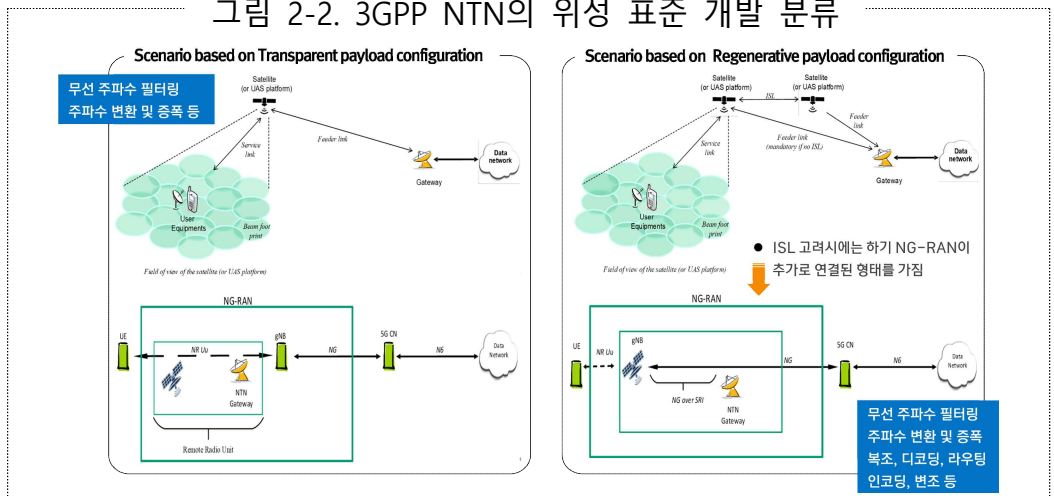 그림 2-2. 3GPP NTN의 위성 표준 개발 분류
Scenario based on Transparent payload configuration
무선 주파수 필터링
주파수 변환 및 증폭 등
Satellite
(or UAS platform)
Feeder link
Service
link
Data
network
Gateway
User
Equipments
Beam foot
print
Field of view of the satellite (or UAS platform)
NG-RAN
UE
NR Uu
gNB
NG
5G CN
N6
Data
Network
NTN
Gateway
Remote Radio Unit
Scenario based on Regenerative payload configuration
Satellite
(or UAS platform)
ISL
Satellite
(or UAS platform)
Feeder
link
Service
link
Feeder link
(mandatory if no ISL)
Data
network
Gateway
User
Equipments
Beam foot
print
Field of view of the satellite (or UAS platform)
● ISL 고려시에는 하기 NG-RAN이
추가로 연결된 형태를 가짐
NG-RAN
UE
NR Uu
gNB
NG
5G CN
N6
Data
Network
NG over SRI
NTN
Gateway
무선 주파수 필터링
주파수 변환 및 증폭
복조, 디코딩, 라우팅
인코딩, 변조 등